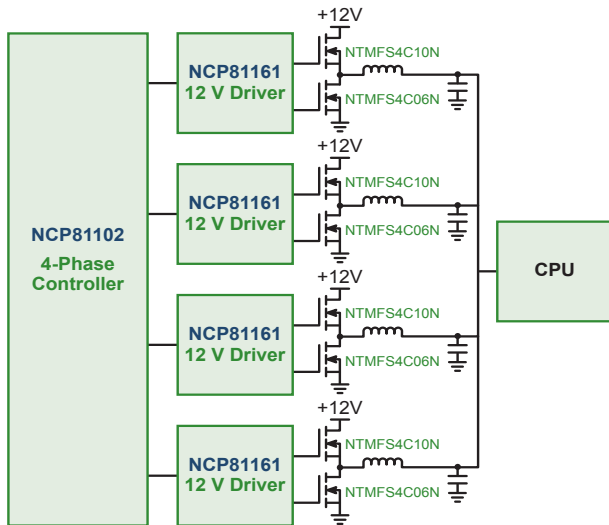 NCP81102
4-Phase
Controller
+12V
NCP81161
12 V Driver
NTMFS4C10N
NTMFS4C06N
+12V
NCP81161
12 V Driver
NTMFS4C10N
NTMFS4C06N
+12V
NCP81161
12 V Driver
NTMFS4C10N
NTMFS4C06N
+12V
NCP81161
12 V Driver
NTMFS4C10N
NTMFS4C06N
CPU